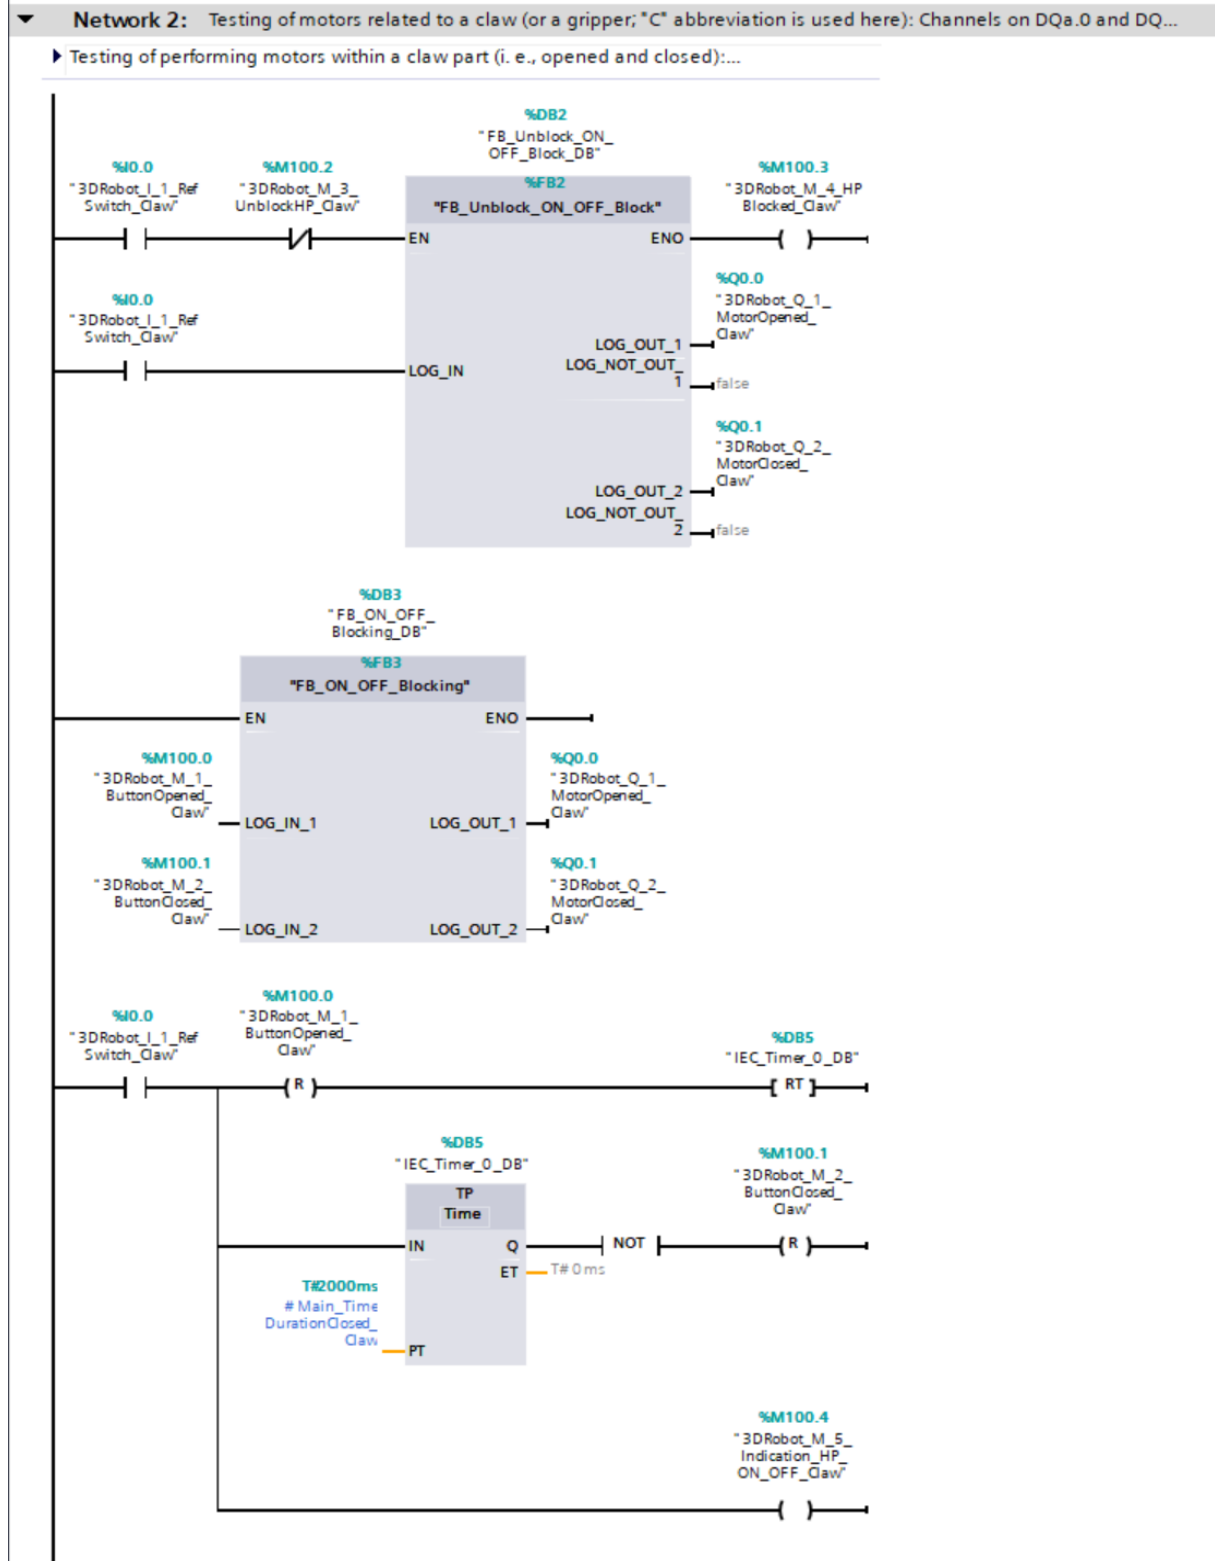 Network 2: Testing of motors related to a claw (or a gripper; "C" abbreviation is used here): Channels on DQa.0 and DQ...
Testing of performing motors within a claw part (i. e., opened and closed):...
%DB2
"FB_Unblock_ON_
OFF_Block_DB"
%I0.0
"3DRobot_I_1_Ref
Switch_Claw"
%M100.2
"3DRobot_M_3_
UnblockHP_Claw"
%FB2
"FB_Unblock_ON_OFF_Block"
%M100.3
"3DRobot_M_4_HP
Blocked_Claw"
EN
ENO
%Q0.0
"3DRobot_Q_1_
MotorOpened_
Claw"
%I0.0
"3DRobot_I_1_Ref
Switch_Claw"
LOG_OUT_1
LOG_IN
LOG_NOT_OUT_
1
false
%Q0.1
"3DRobot_Q_2_
MotorClosed_
Claw"
LOG_OUT_2
LOG_NOT_OUT_
2
false
%DB3
"FB_ON_OFF_
Blocking_DB"
%FB3
"FB_ON_OFF_Blocking"
EN
ENO
%M100.0
"3DRobot_M_1_
ButtonOpened_
Claw"
LOG_IN_1
LOG_OUT_1
%Q0.0
"3DRobot_Q_1_
MotorOpened_
Claw"
%M100.1
"3DRobot_M_2_
ButtonClosed_
Claw"
LOG_IN_2
LOG_OUT_2
%Q0.1
"3DRobot_Q_2_
MotorClosed_
Claw"
%I0.0
"3DRobot_I_1_Ref
Switch_Claw"
%M100.0
"3DRobot_M_1_
ButtonOpened_
Claw"
R
%DB5
"IEC_Timer_0_DB"
RT
%DB5
"IEC_Timer_0_DB"
TP
Time
IN
Q
NOT
%M100.1
"3DRobot_M_2_
ButtonClosed_
Claw"
R
ET
T#0ms
T#2000ms
#Main_Time
DurationClosed_
Claw
PT
%M100.4
"3DRobot_M_5_
Indication_HP_
ON_OFF_Claw"